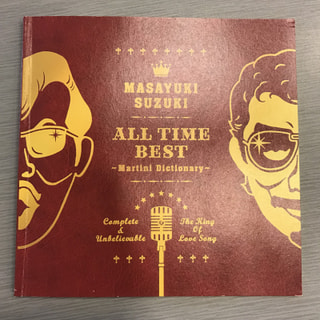 MASAYUKI
SUZUKI
ALL TIME
BEST
~Martini Dictionary~
Complete
&
Unbelievable
The King
Of
Love Song